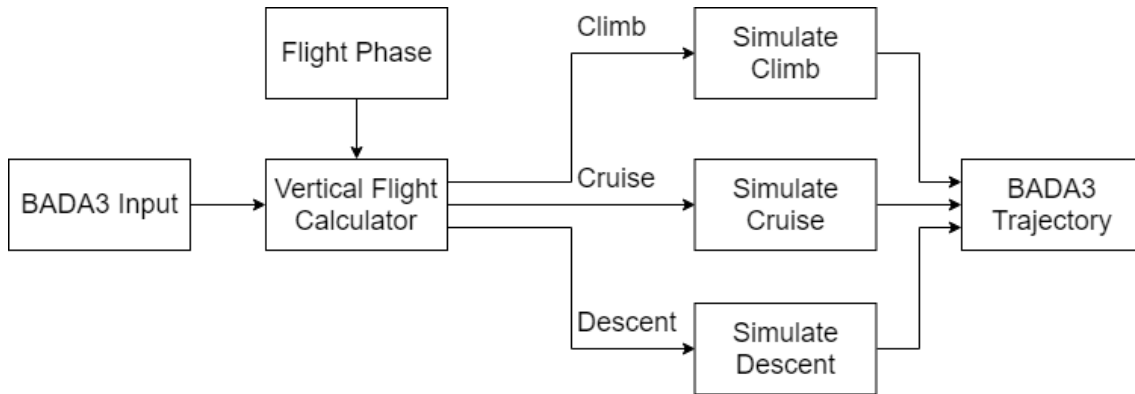 Climb
Simulate
Climb
Flight Phase
BADA3 Input
Vertical Flight
Calculator
Cruise
Simulate
Cruise
BADA3
Trajectory
Descent
Simulate
Descent